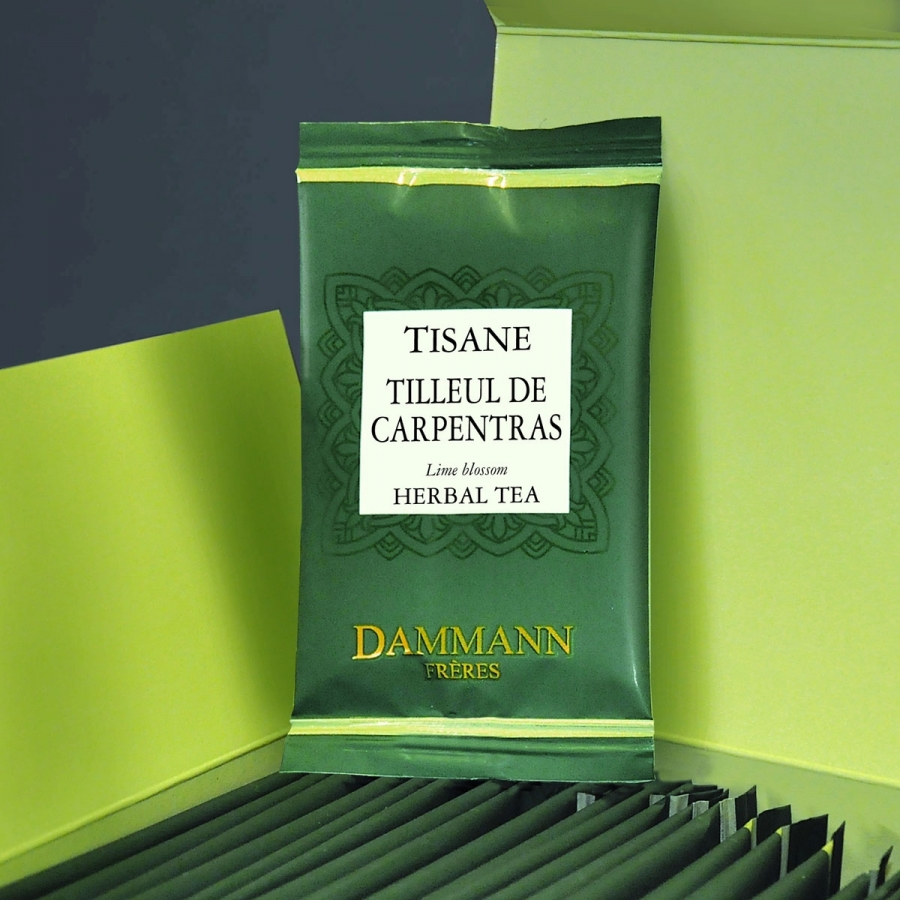 TISANE
TILLEUL DE
CARPENTRAS
Lime blossom
HERBAL TEA
DAMMANN
FRÈRES